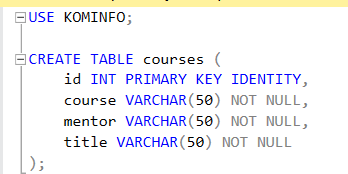 USE KOMINFO;
CREATE TABLE courses (
id INT PRIMARY KEY IDENTITY,
course VARCHAR(50) NOT NULL,
mentor VARCHAR(50) NOT NULL,
title VARCHAR(50) NOT NULL
);